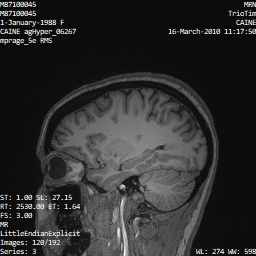 M87100045
M87100045
1-January-1988 F
CAINE agHyper_06267
mprage_5e RMS
MRN
TrioTim
CAINE
16-March-2010 11:17:50
ST: 1.00 SL: 27.15
RT: 2530.00 ET: 1.64
FS: 3.00
MR
LittleEndianExplicit
Images: 120/192
Series: 3
WL: 274 WW: 598